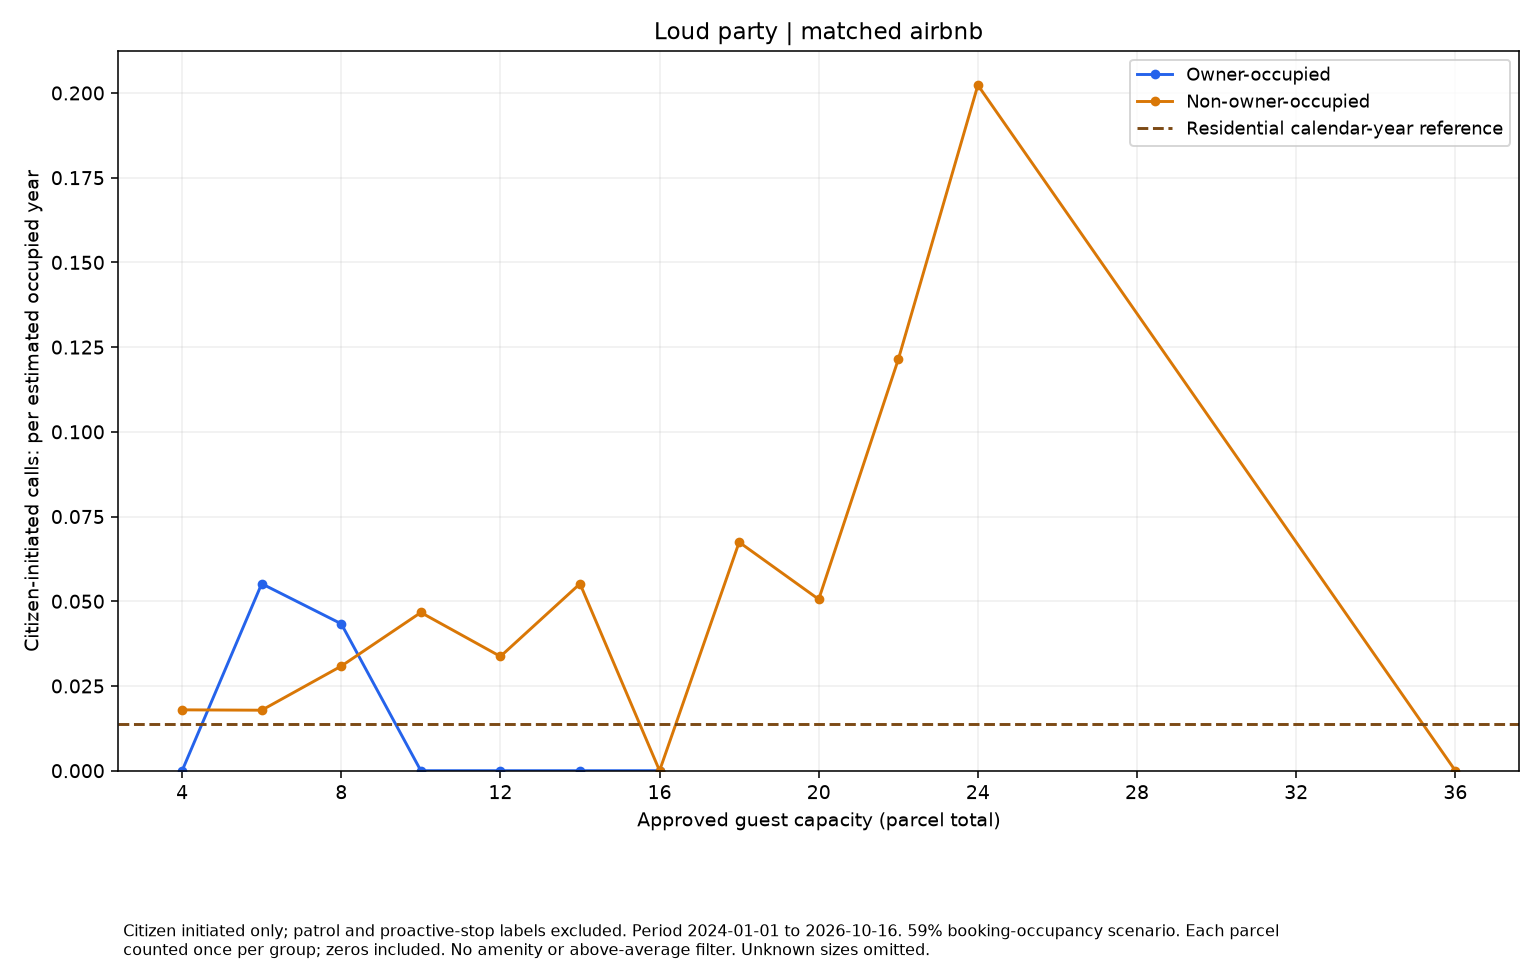 Loud party | matched airbnb
Owner-occupied
Non-owner-occupied
Residential calendar-year reference
Citizen-initiated calls: per estimated occupied year
0.200
0.175
0.150
0.125
0.100
0.075
0.050
0.025
0.000
4 8 12 16 20 24 28 32 36
Approved guest capacity (parcel total)
Citizen initiated only; patrol and proactive-stop labels excluded. Period 2024-01-01 to 2026-10-16. 59% booking-occupancy scenario. Each parcel
counted once per group; zeros included. No amenity or above-average filter. Unknown sizes omitted.